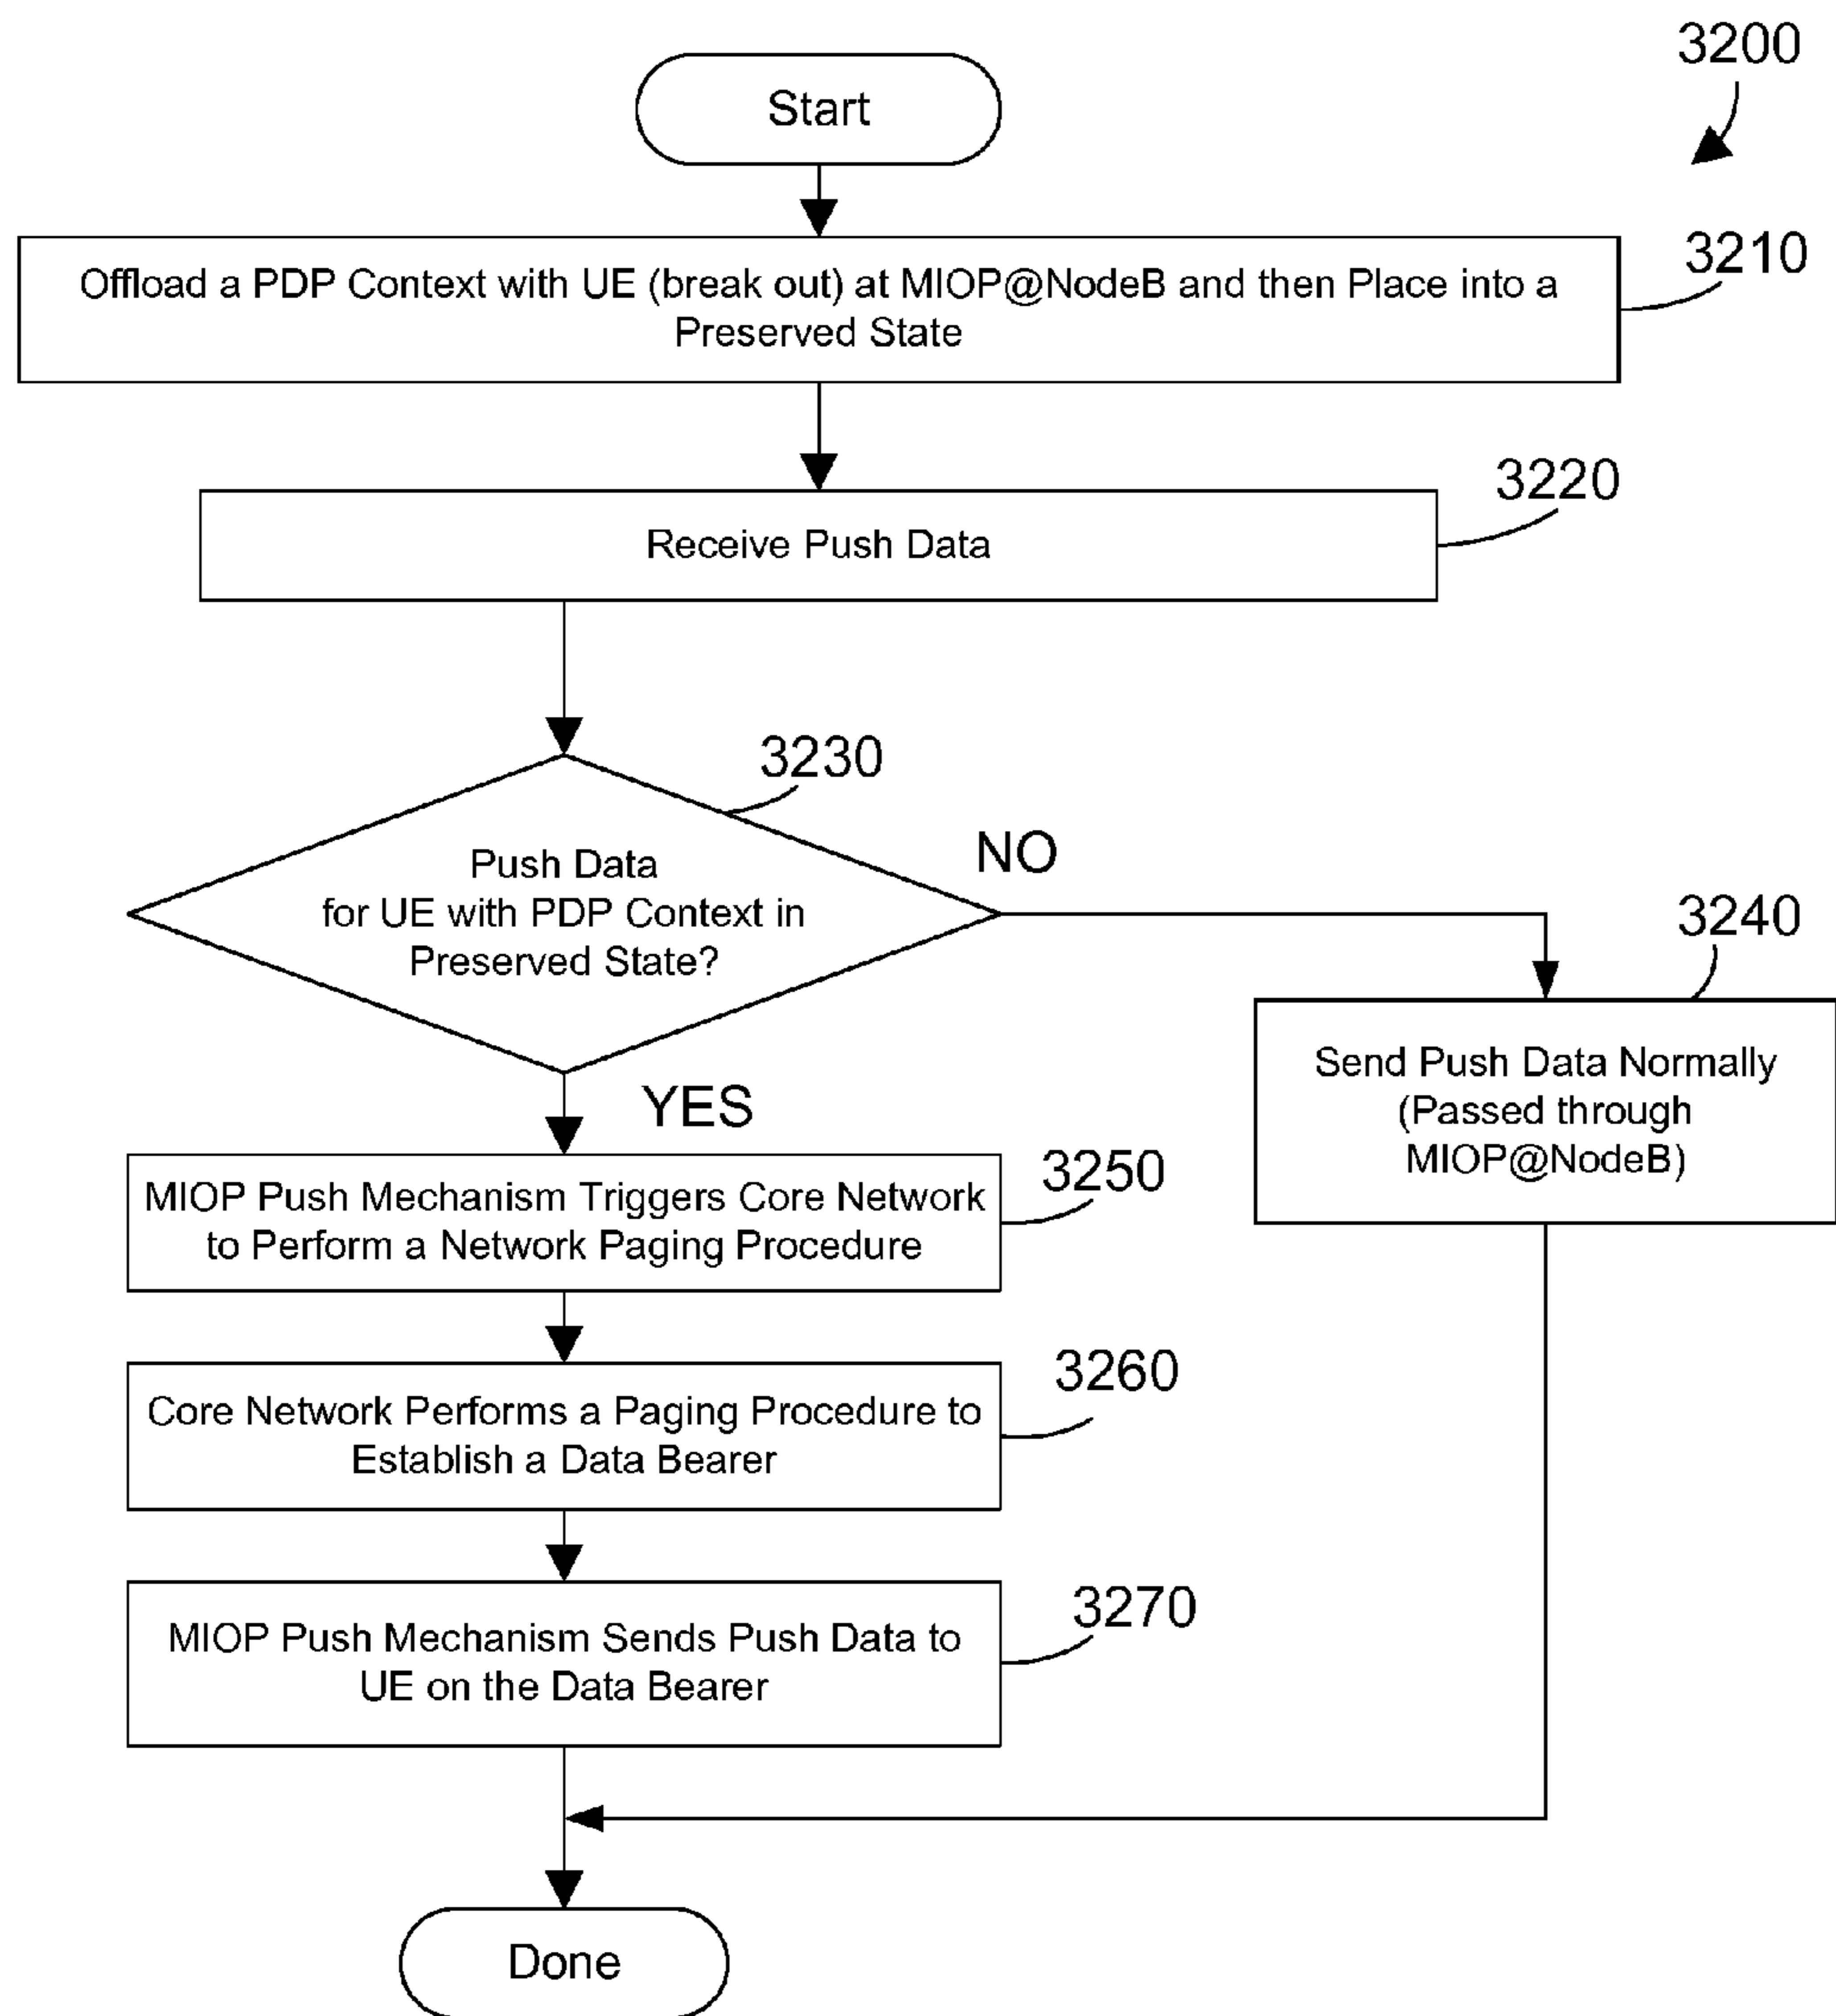 3200
Start
3210
Offload a PDP Context with UE (break out) at MIOP@NodeB and then Place into a
Preserved State
3220
Receive Push Data
3230
Push Data
for UE with PDP Context in
Preserved State?
NO
3240
Send Push Data Normally
(Passed through
MIOP@NodeB)
YES
3250
MIOP Push Mechanism Triggers Core Network
to Perform a Network Paging Procedure
3260
Core Network Performs a Paging Procedure to
Establish a Data Bearer
3270
MIOP Push Mechanism Sends Push Data to
UE on the Data Bearer
Done